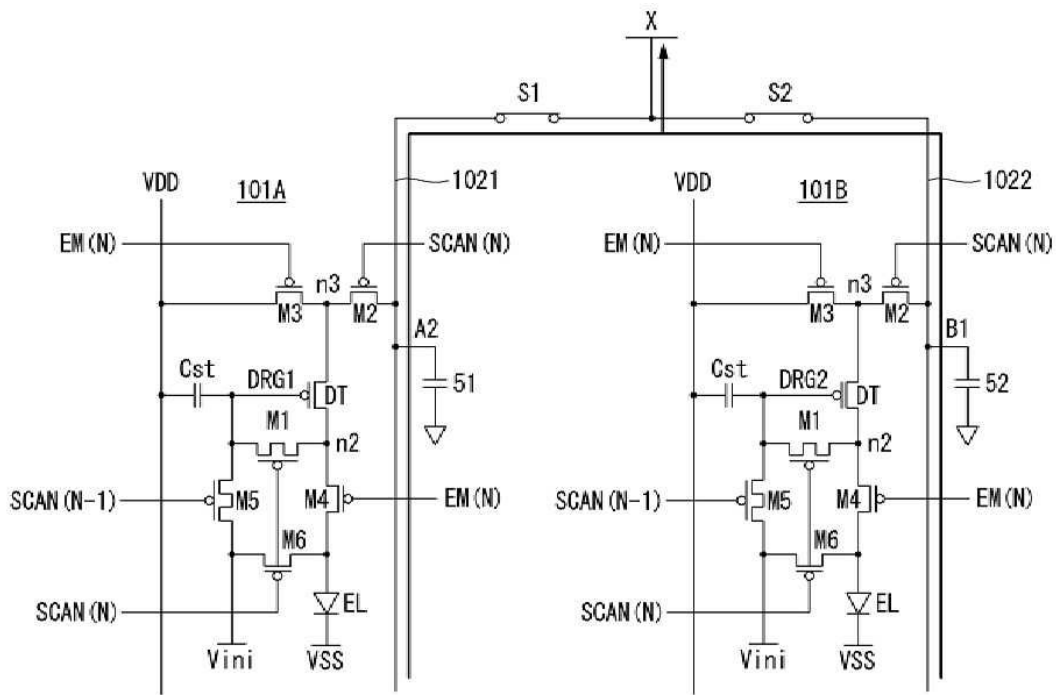 X
S1
S2
VDD
101A
1021
VDD
101B
1022
EM(N)
SCAN(N)
EM(N)
SCAN(N)
n3
n3
M3
M2
M3
M2
A2
B1
Cst
DRG1
DT
51
Cst
DRG2
DT
52
M1
n2
M1
n2
SCAN(N-1)
M5
M4
EM(N)
SCAN(N-1)
M5
M4
EM(N)
M6
M6
SCAN(N)
EL
SCAN(N)
EL
Vini
VSS
Vini
VSS